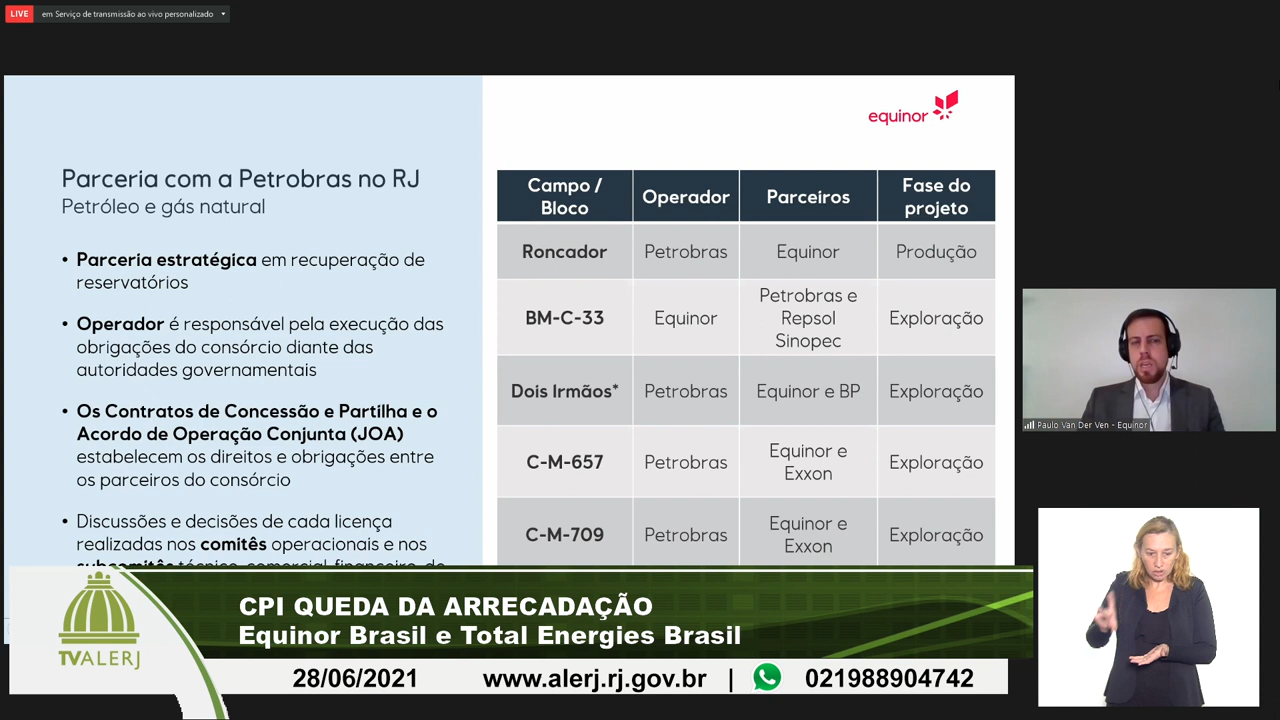 LIVE em Serviço de transmissão ao vivo personalizado
equinor
Parceria com a Petrobras no RJ
Petróleo e gás natural
• Parceria estratégica em recuperação de
reservatórios
• Operador é responsável pela execução das
obrigações do consórcio diante das
autoridades governamentais
• Os Contratos de Concessão e Partilha e o
Acordo de Operação Conjunta (JOA)
estabelecem os direitos e obrigações entre
os parceiros do consórcio
• Discussões e decisões de cada licença
realizadas nos comitês operacionais e nos
subcomitês técnico, comercial, financeiro, de
Campo / Bloco Operador Parceiros Fase do projeto
Roncador Petrobras Equinor Produção
BM-C-33 Equinor Petrobras e Repsol Sinopec Exploração
Dois Irmãos* Petrobras Equinor e BP Exploração
C-M-657 Petrobras Equinor e Exxon Exploração
C-M-709 Petrobras Equinor e Exxon Exploração
Paulo Van Der Ven - Equinor
CPI QUEDA DA ARRECADAÇÃO
Equinor Brasil e Total Energies Brasil
TVALERJ
28/06/2021 www.alerj.rj.gov.br | 021988904742